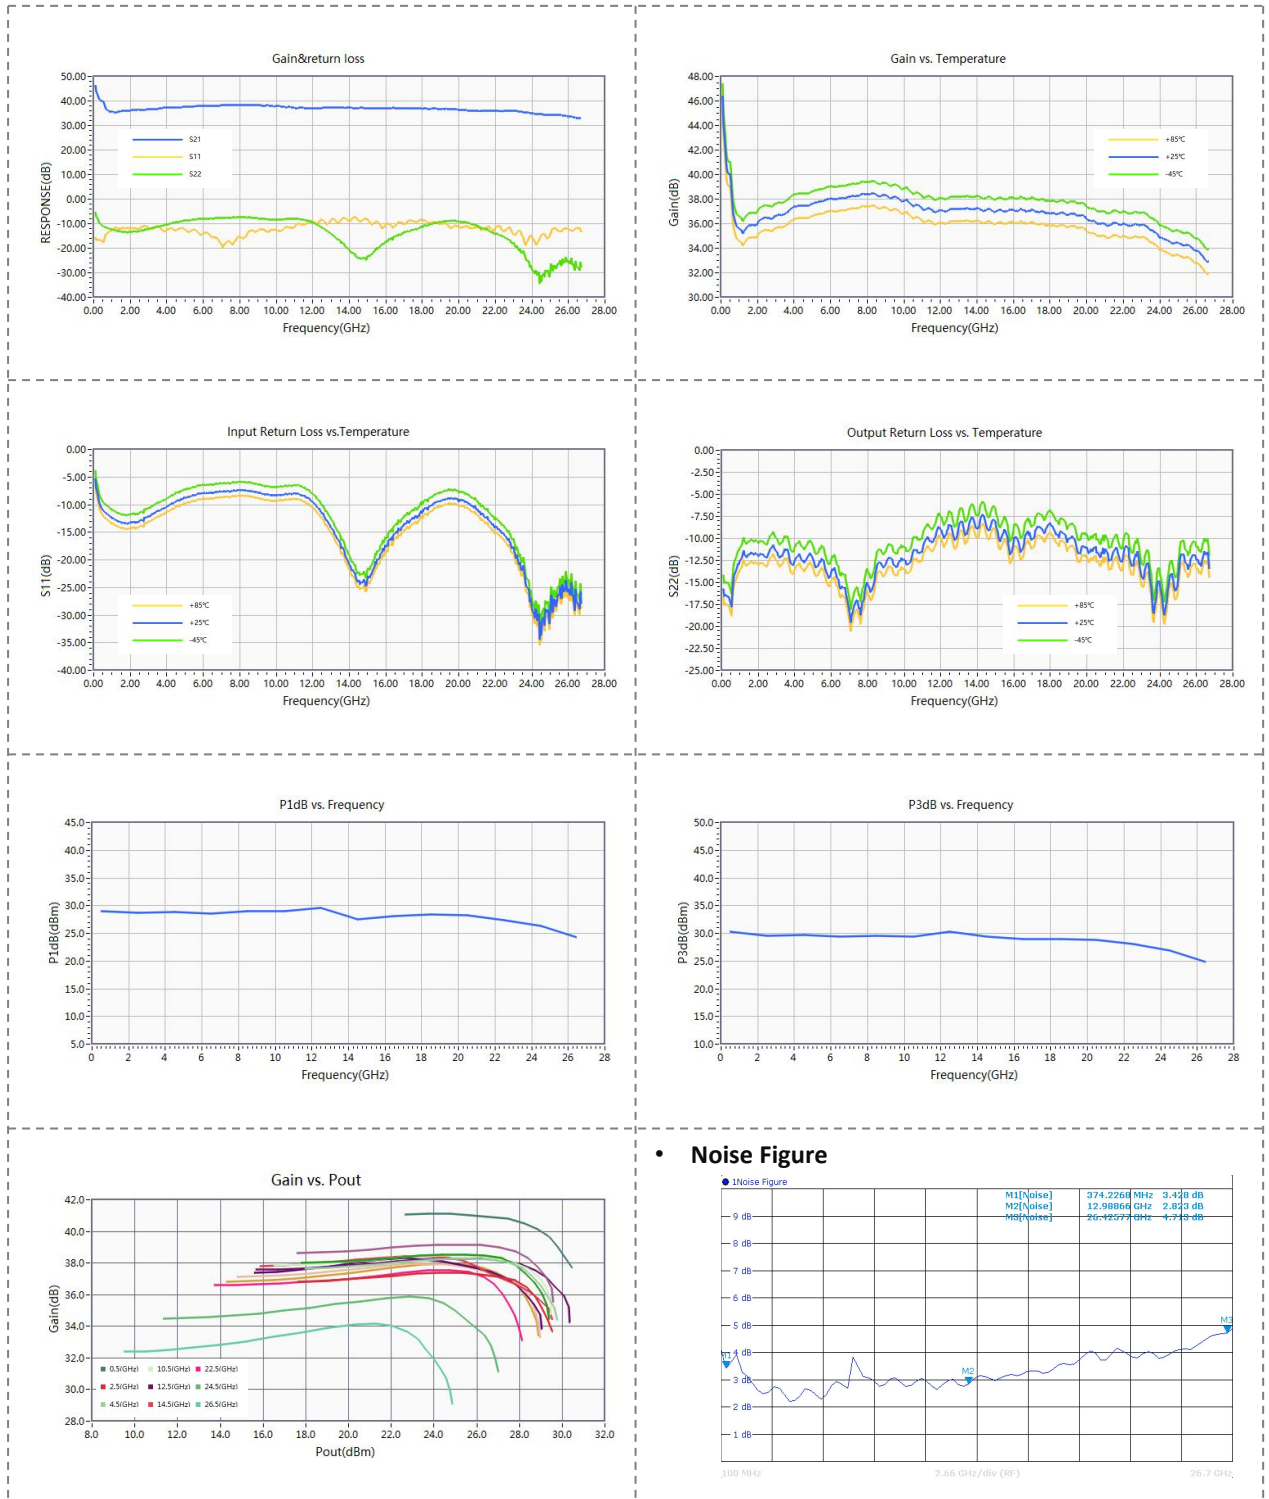 Gain&return loss
50.00
40.00
30.00
20.00
10.00
0.00
-10.00
-20.00
-30.00
-40.00
RESPONSE(dB)
S21
S11
S22
0.00 2.00 4.00 6.00 8.00 10.00 12.00 14.00 16.00 18.00 20.00 22.00 24.00 26.00 28.00
Frequency(GHz)
Gain vs. Temperature
48.00
46.00
44.00
42.00
40.00
38.00
36.00
34.00
32.00
30.00
Gain(dB)
+85℃
+25℃
-45℃
0.00 2.00 4.00 6.00 8.00 10.00 12.00 14.00 16.00 18.00 20.00 22.00 24.00 26.00 28.00
Frequency(GHz)
Input Return Loss vs.Temperature
0.00
-5.00
-10.00
-15.00
-20.00
-25.00
-30.00
-35.00
-40.00
S11(dB)
+85℃
+25℃
-45℃
0.00 2.00 4.00 6.00 8.00 10.00 12.00 14.00 16.00 18.00 20.00 22.00 24.00 26.00 28.00
Frequency(GHz)
Output Return Loss vs. Temperature
0.00
-2.50
-5.00
-7.50
-10.00
-12.50
-15.00
-17.50
-20.00
-22.50
-25.00
S22(dB)
+85℃
+25℃
-45℃
0.00 2.00 4.00 6.00 8.00 10.00 12.00 14.00 16.00 18.00 20.00 22.00 24.00 26.00 28.00
Frequency(GHz)
P1dB vs. Frequency
45.0
40.0
35.0
30.0
25.0
20.0
15.0
10.0
5.0
P1dB(dBm)
0 2 4 6 8 10 12 14 16 18 20 22 24 26 28
Frequency(GHz)
P3dB vs. Frequency
50.0
45.0
40.0
35.0
30.0
25.0
20.0
15.0
10.0
P3dB(dBm)
0 2 4 6 8 10 12 14 16 18 20 22 24 26 28
Frequency(GHz)
Gain vs. Pout
42.0
40.0
38.0
36.0
34.0
32.0
30.0
28.0
Gain(dB)
0.5(GHz) 10.5(GHz) 22.5(GHz)
2.5(GHz) 12.5(GHz) 24.5(GHz)
4.5(GHz) 14.5(GHz) 26.5(GHz)
8.0 10.0 12.0 14.0 16.0 18.0 20.0 22.0 24.0 26.0 28.0 30.0 32.0
Pout(dBm)
• Noise Figure
1Noise Figure
M1[Noise] 374.2268 MHz 3.428 dB
M2[Noise] 12.98866 GHz 2.823 dB
M3[Noise] 26.42577 GHz 4.713 dB
9 dB
8 dB
7 dB
6 dB
5 dB
4 dB
3 dB
2 dB
1 dB
M1
M2
M3
100 MHz 2.66 GHz/div (RF) 26.7 GHz